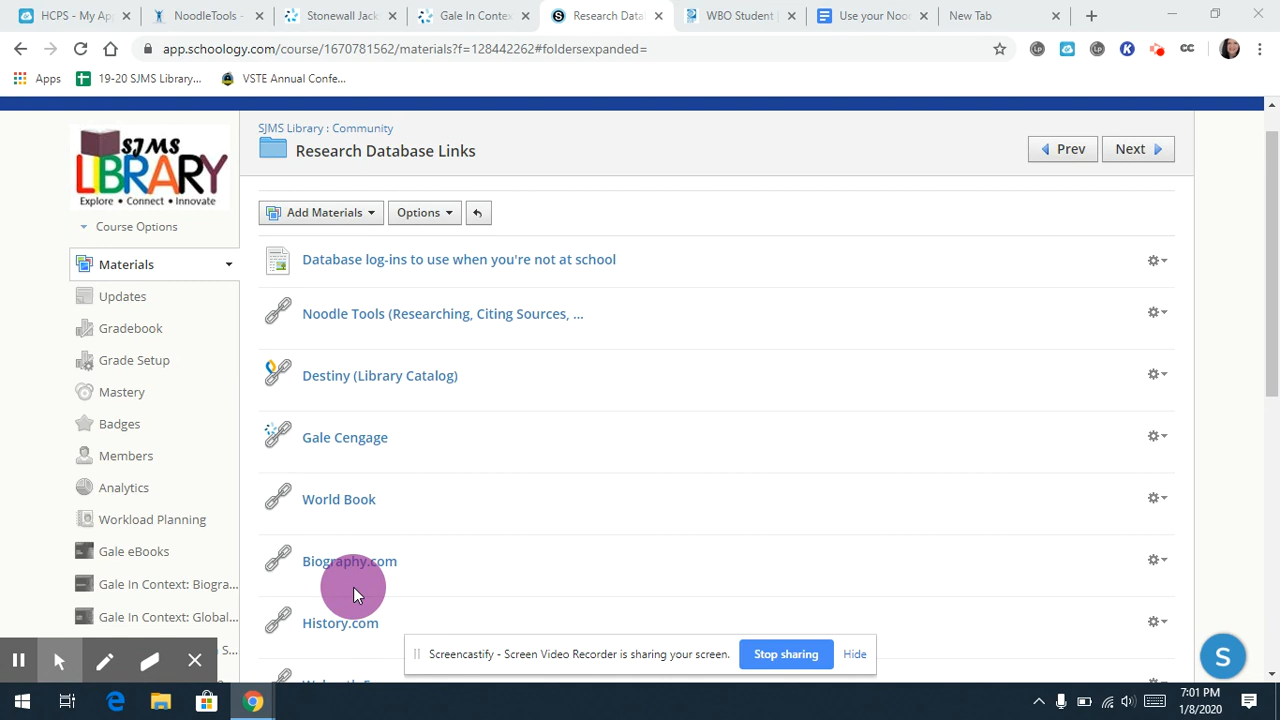 HCPS - My App
NoodleTools -
Stonewall Jack
Gale In Contex
Research Datab
WBO Student |
Use your Nood
New Tab
app.schoology.com/course/1670781562/materials?f=128442262#foldersexpanded=
Lp
Lp
K
CC
Apps
19-20 SJMS Library...
VSTE Annual Confe...
SJMS
LIBRARY
Explore • Connect • Innovate
SJMS Library : Community
Research Database Links
Prev
Next
Course Options
Add Materials
Options
Materials
Updates
Gradebook
Grade Setup
Mastery
Badges
Members
Analytics
Workload Planning
Gale eBooks
Gale In Context: Biogra...
Gale In Context: Global...
Database log-ins to use when you're not at school
Noodle Tools (Researching, Citing Sources, ...
Destiny (Library Catalog)
Gale Cengage
World Book
Biography.com
History.com
Screencastify - Screen Video Recorder is sharing your screen.
Stop sharing
Hide
S
7:01 PM
1/8/2020